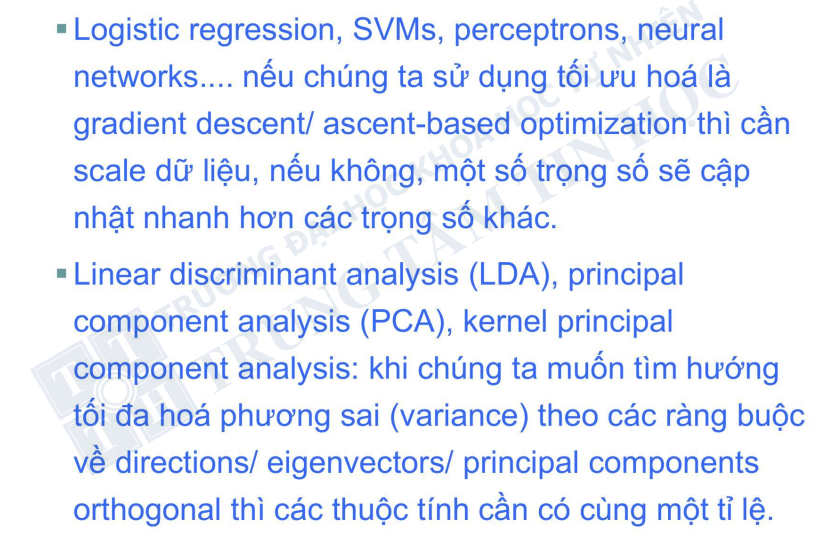 ▪ Logistic regression, SVMs, perceptrons, neural
networks.... nếu chúng ta sử dụng tối ưu hoá là
gradient descent/ ascent-based optimization thì cần
scale dữ liệu, nếu không, một số trọng số sẽ cập
nhật nhanh hơn các trọng số khác.
▪ Linear discriminant analysis (LDA), principal
component analysis (PCA), kernel principal
component analysis: khi chúng ta muốn tìm hướng
tối đa hoá phương sai (variance) theo các ràng buộc
về directions/ eigenvectors/ principal components
orthogonal thì các thuộc tính cần có cùng một tỉ lệ.
TRƯỜNG ĐẠI HỌC KHOA HỌC TỰ NHIÊN
TRUNG TÂM TIN HỌC